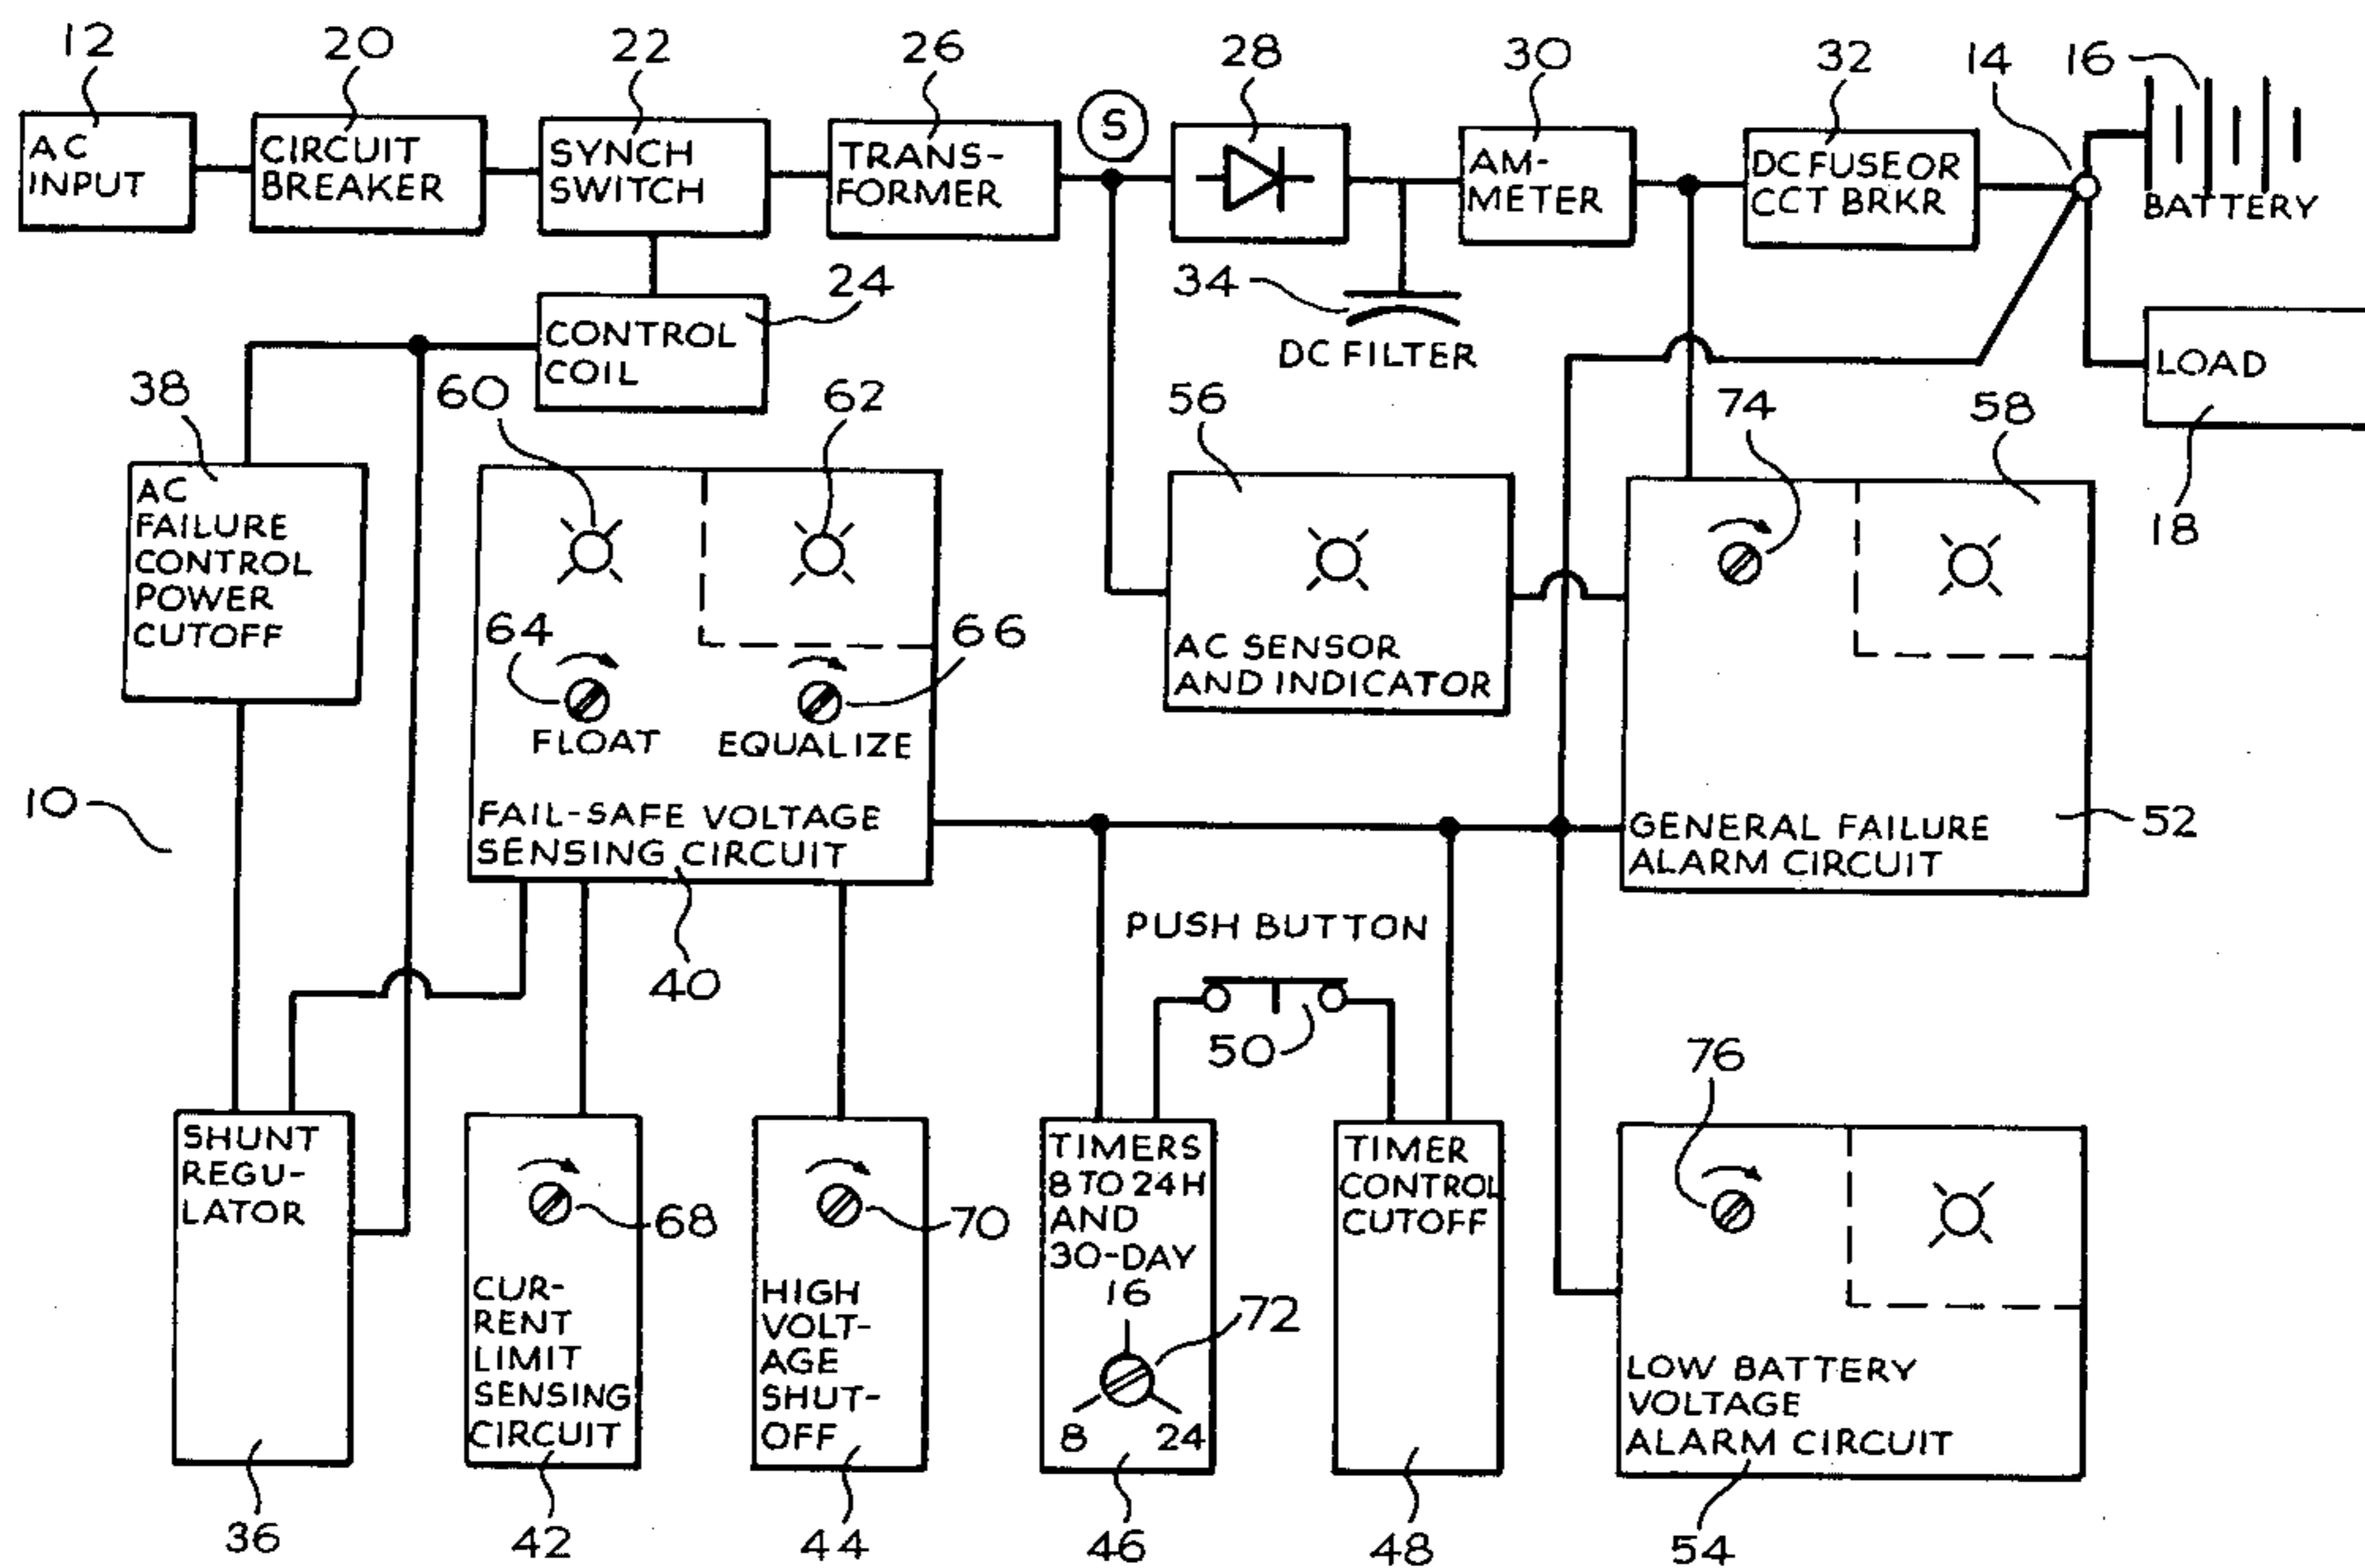 12
20
22
26
S
28
30
32
14
16
AC
INPUT
CIRCUIT
BREAKER
SYNCH
SWITCH
TRANS-
FORMER
AM-
METER
DC FUSE OR
CCT BRKR
BATTERY
24
34
DC FILTER
CONTROL
COIL
LOAD
18
38
60
62
56
74
58
AC
FAILURE
CONTROL
POWER
CUTOFF
64
66
FLOAT
EQUALIZE
FAIL-SAFE VOLTAGE
SENSING CIRCUIT
40
AC SENSOR
AND INDICATOR
GENERAL FAILURE
ALARM CIRCUIT
52
10
PUSH BUTTON
50
SHUNT
REGU-
LATOR
36
68
CUR-
RENT
LIMIT
SENSING
CIRCUIT
42
70
HIGH
VOLT-
AGE
SHUT-
OFF
44
TIMERS
8 TO 24H
AND
30-DAY
16
72
8
24
46
TIMER
CONTROL
CUTOFF
48
76
LOW BATTERY
VOLTAGE
ALARM CIRCUIT
54